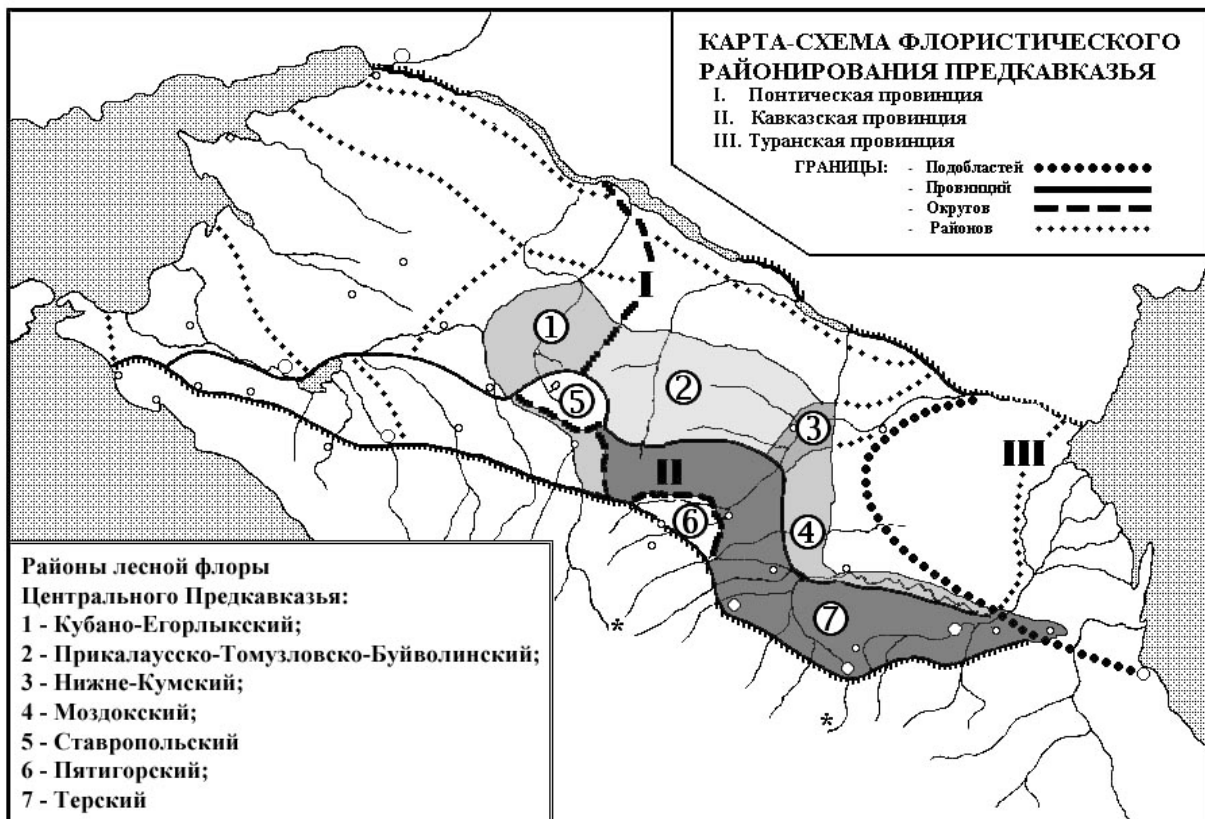 КАРТА-СХЕМА ФЛОРИСТИЧЕСКОГО
РАЙОНИРОВАНИЯ ПРЕДКАВКАЗЬЯ
I. Понтическая провинция
II. Кавказская провинция
III. Туранская провинция
ГРАНИЦЫ: - Подобластей
- Провинций
- Округов
- Районов
I
1
2
5
3
II
III
6
4
7
*
*
Районы лесной флоры
Центрального Предкавказья:
1 - Кубано-Егорлыкский;
2 - Прикалаусско-Томузловско-Буйволинский;
3 - Нижне-Кумский;
4 - Моздокский;
5 - Ставропольский
6 - Пятигорский;
7 - Терский